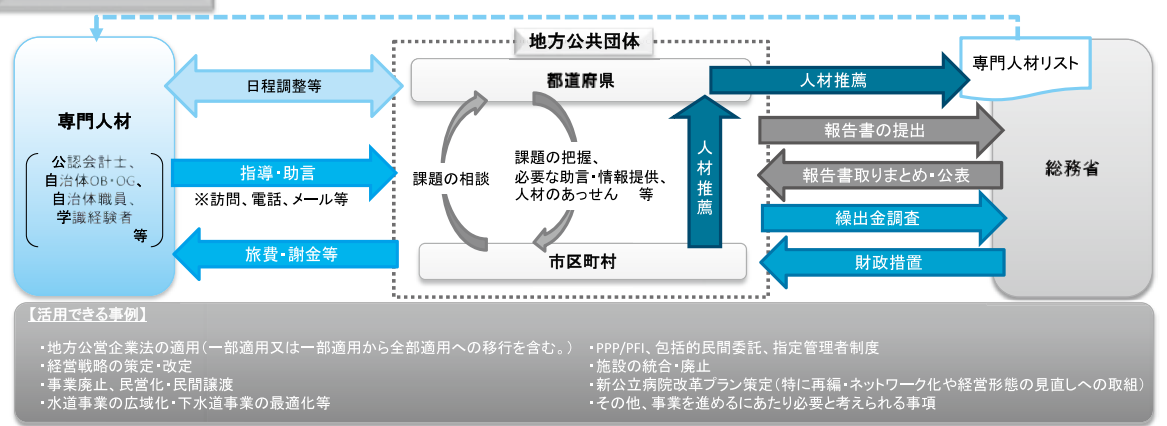 地方公共団体
専門人材リスト
日程調整等
都道府県
人材推薦
専門人材
公認会計士、
自治体OB・OG、
自治体職員、
学識経験者
等
指導・助言
※訪問、電話、メール等
旅費・謝金等
課題の相談
課題の把握、
必要な助言・情報提供、
人材のあっせん 等
人材推薦
市区町村
報告書の提出
報告書取りまとめ・公表
繰出金調査
財政措置
総務省
【活用できる事例】
・地方公営企業法の適用(一部適用又は一部適用から全部適用への移行を含む。)
・経営戦略の策定・改定
・事業廃止、民営化・民間譲渡
・水道事業の広域化・下水道事業の最適化等
・PPP/PFI、包括的民間委託、指定管理者制度
・施設の統合・廃止
・新公立病院改革プラン策定(特に再編・ネットワーク化や経営形態の見直しへの取組)
・その他、事業を進めるにあたり必要と考えられる事項